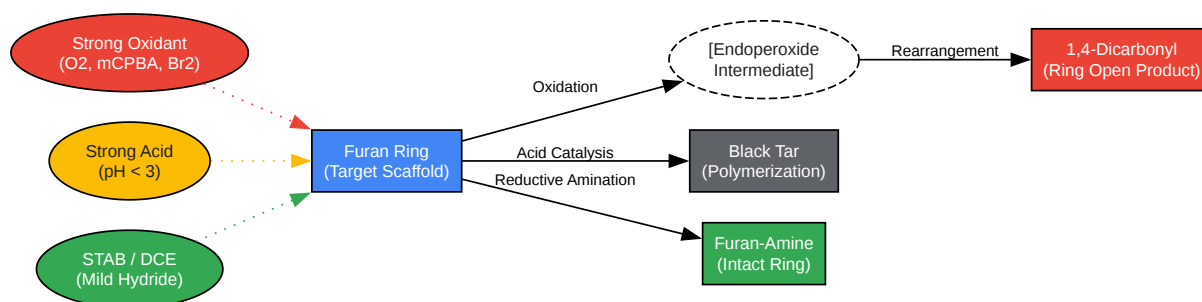 Strong Oxidant
(O2, mCPBA, Br2)
Strong Acid
(pH < 3)
STAB / DCE
(Mild Hydride)
Furan Ring
(Target Scaffold)
Oxidation
Acid Catalysis
Reductive Amination
[Endoperoxide
Intermediate]
Rearrangement
1,4-Dicarbonyl
(Ring Open Product)
Black Tar
(Polymerization)
Furan-Amine
(Intact Ring)